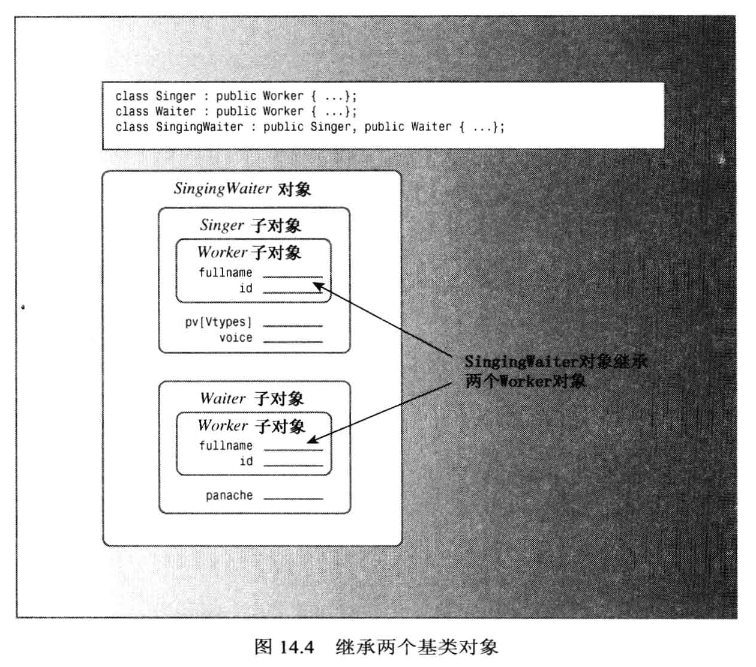 class Singer : public Worker { ...};
class Waiter : public Worker { ...};
class SingingWaiter : public Singer, public Waiter { ...};
SingingWaiter 对象
Singer 子对象
Worker 子对象
fullname
id
pv[Vtypes]
voice
SingingWaiter对象继承
两个Worker对象
Waiter 子对象
Worker 子对象
fullname
id
panache
图 14.4 继承两个基类对象